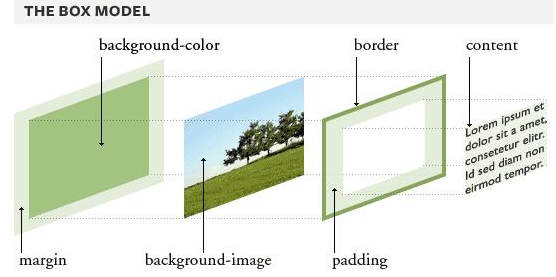 THE BOX MODEL
background-color
border
content
Lorem ipsum et
dolor sit a amet,
consetetur elitr.
Id sed diam non
eirmod tempor.
margin
background-image
padding